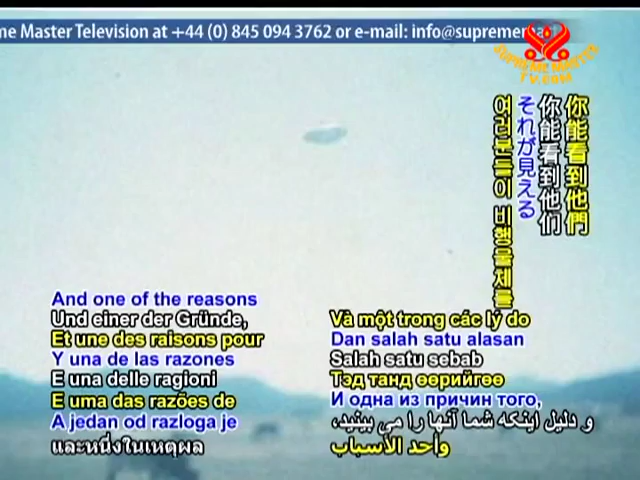 me Master Television at +44 (0) 845 094 3762 or e-mail: info@suprememast
SUPREME MASTER
TV.COM
你能看到他們
你能看到他们
それが見える
여러분들이 비행물체를
And one of the reasons
Und einer der Gründe,
Et une des raisons pour
Y una de las razones
E una delle ragioni
E uma das razões de
A jedan od razloga je
และหนึ่งในเหตุผล
Và một trong các lý do
Dan salah satu alasan
Salah satu sebab
Тэд танд өөрийгөө
И одна из причин того,
و دلیل اینکه شما آنها را می بینید،
وأحد الأسباب